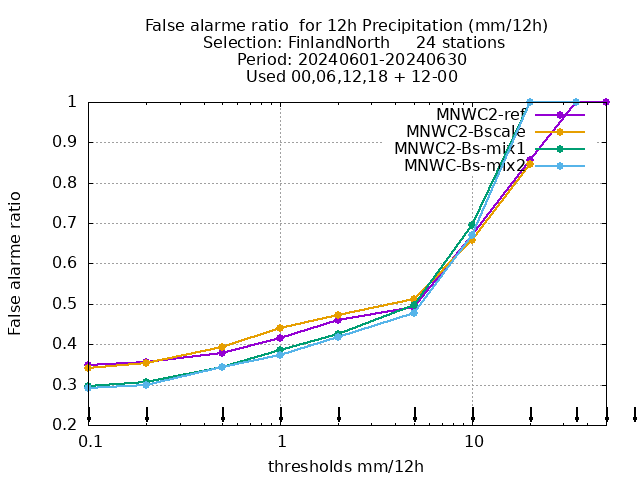 False alarme ratio  for 12h Precipitation (mm/12h)
Selection: FinlandNorth     24 stations
Period: 20240601-20240630
Used 00,06,12,18 + 12-00
MNWC2-ref
MNWC2-Bscale
MNWC2-Bs-mix1
MNWC-Bs-mix2
1
0.9
0.8
0.7
0.6
0.5
0.4
0.3
0.2
False alarme ratio
0.1 1 10
thresholds mm/12h